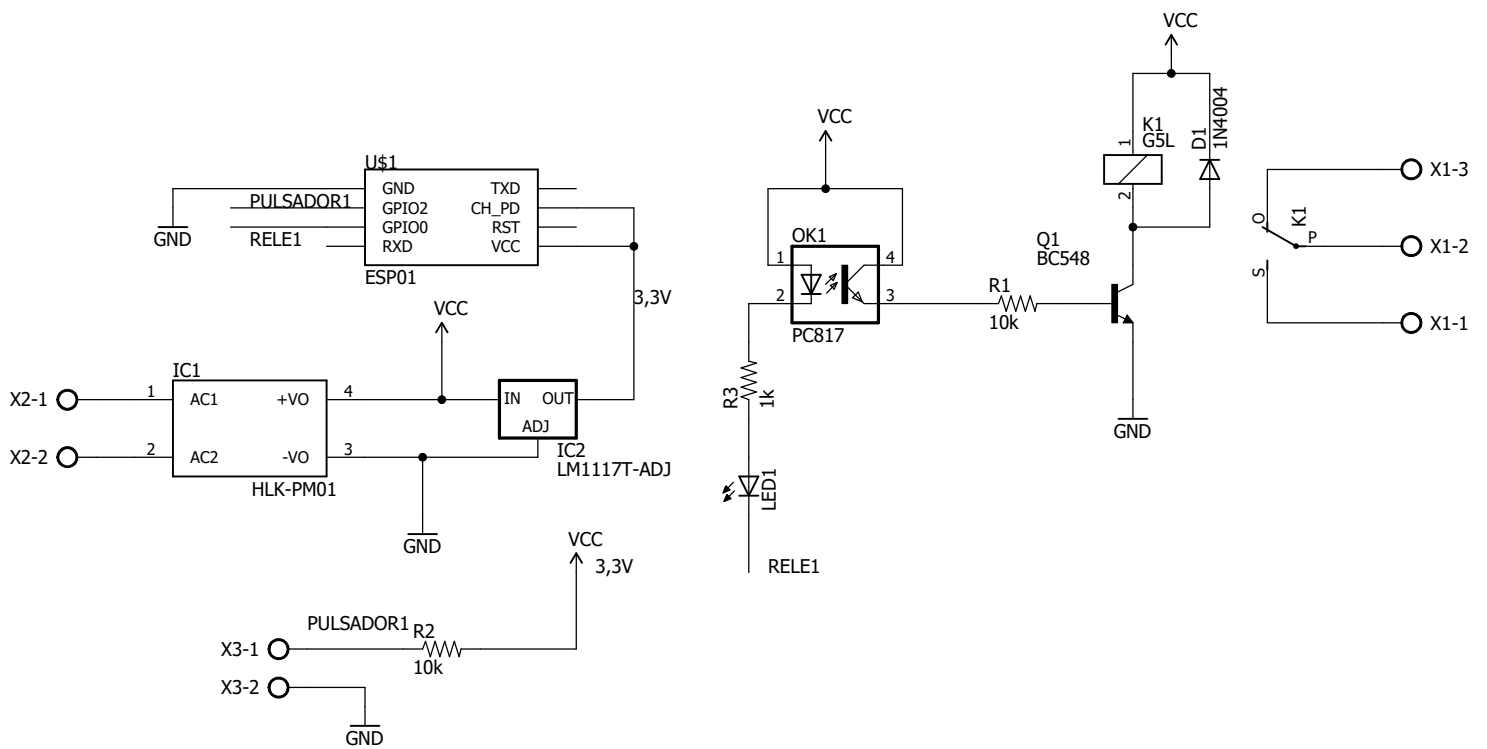 VCC
VCC
K1
G5L
1
2
D1
1N4004
X1-3
O
K1
P
X1-2
S
X1-1
U$1
GND
PULSADOR1
GPIO2
RELE1
GPIO0
RXD
TXD
CH_PD
RST
VCC
GND
ESP01
3,3V
OK1
1
4
2
3
PC817
R1
10k
Q1
BC548
GND
VCC
IC1
X2-1
1
AC1
+VO
4
IN
OUT
ADJ
X2-2
2
AC2
-VO
3
IC2
LM1117T-ADJ
HLK-PM01
GND
R3
1k
LED1
RELE1
VCC
3,3V
PULSADOR1
R2
X3-1
10k
X3-2
GND